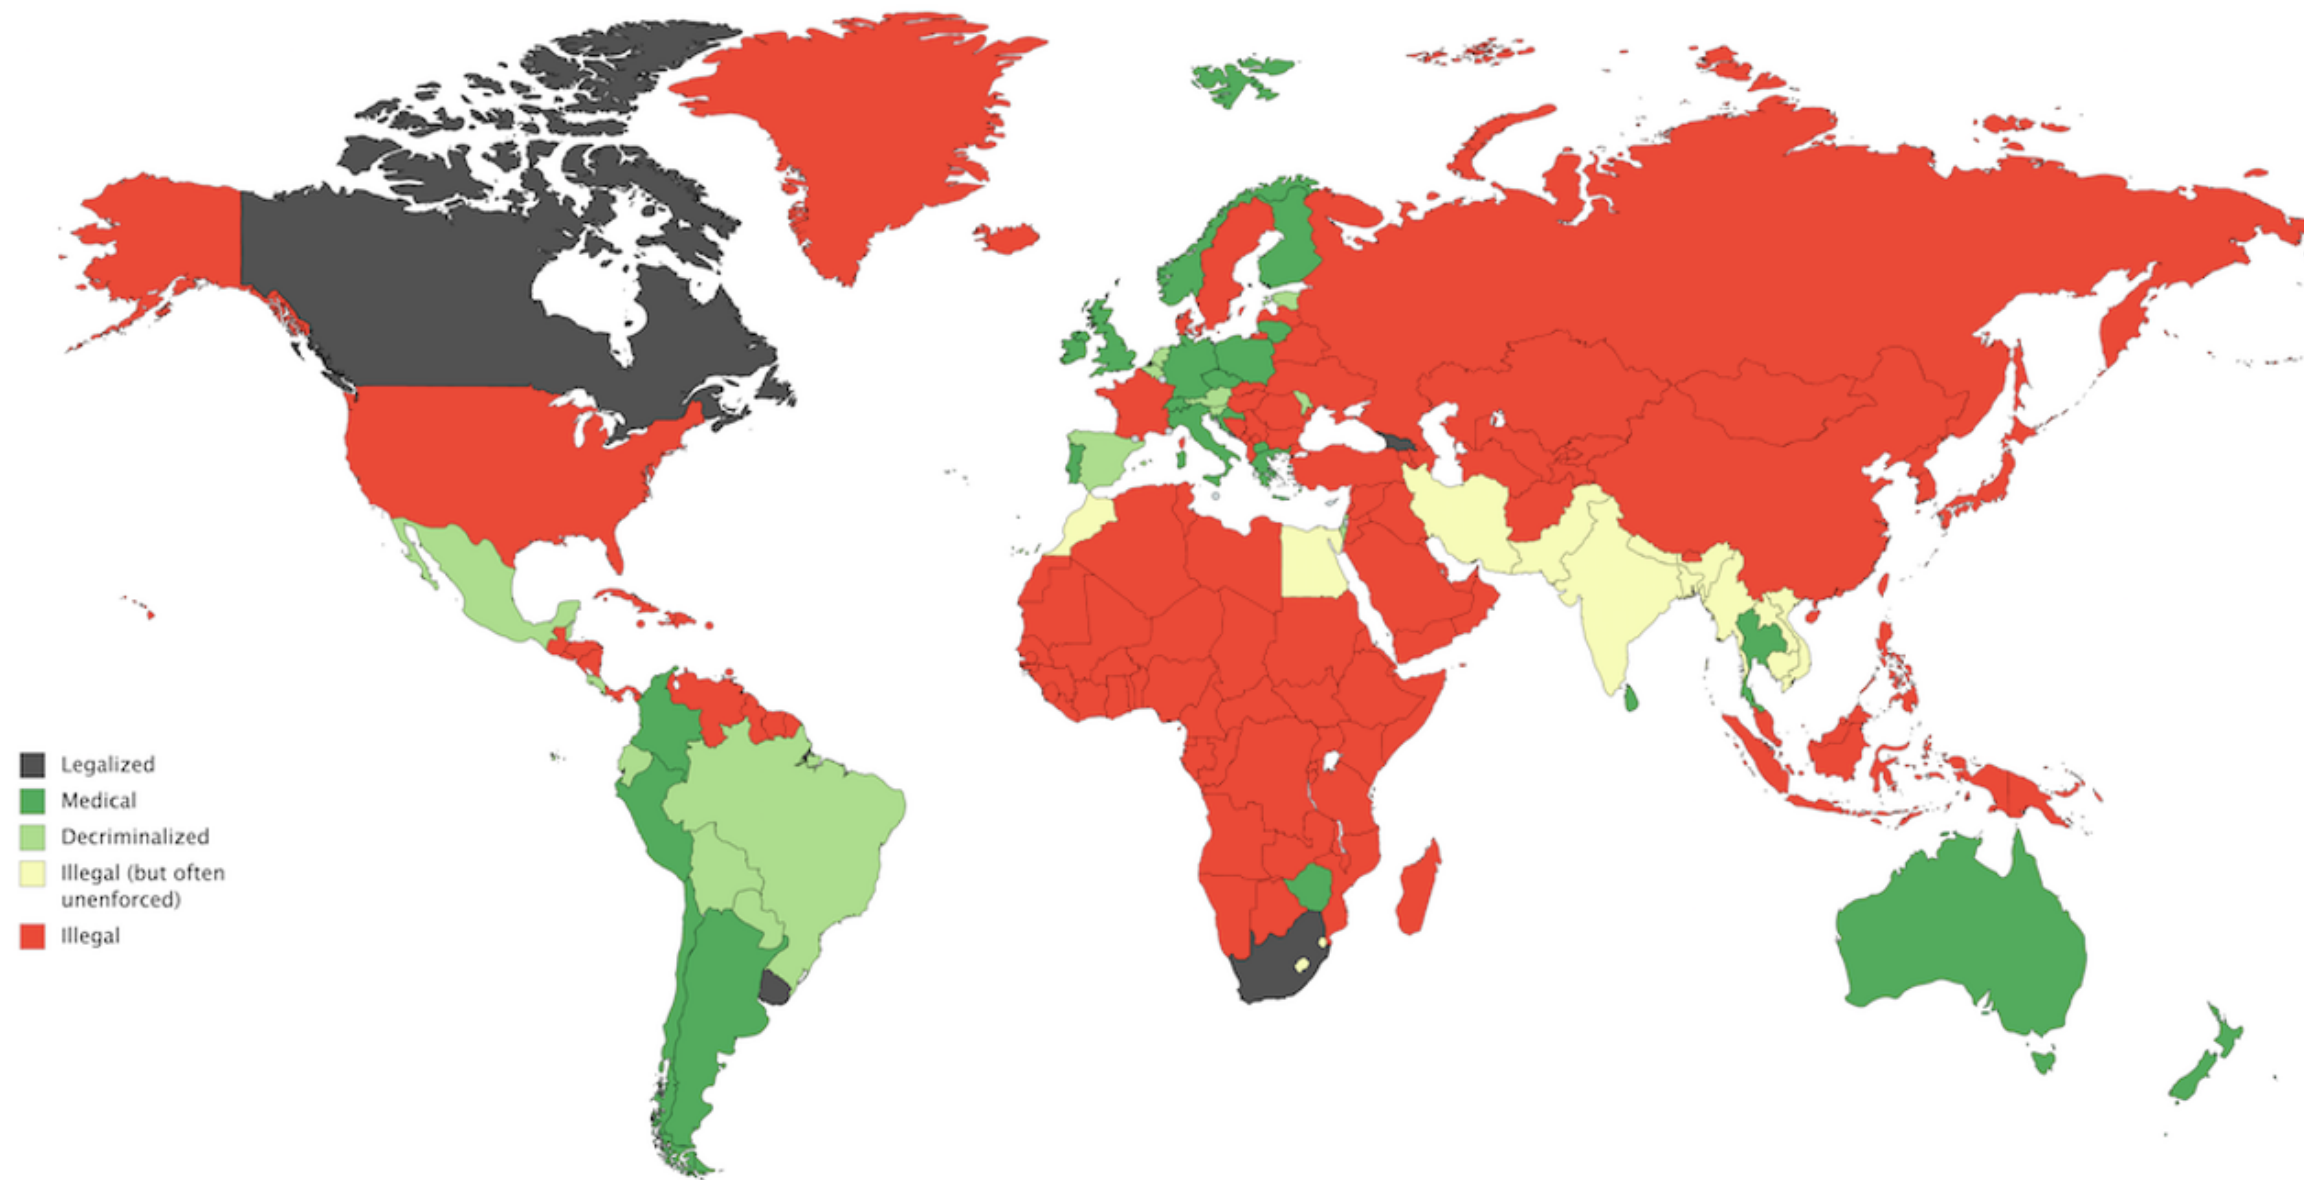 Legalized
Medical
Decriminalized
Illegal (but often
unenforced)
Illegal